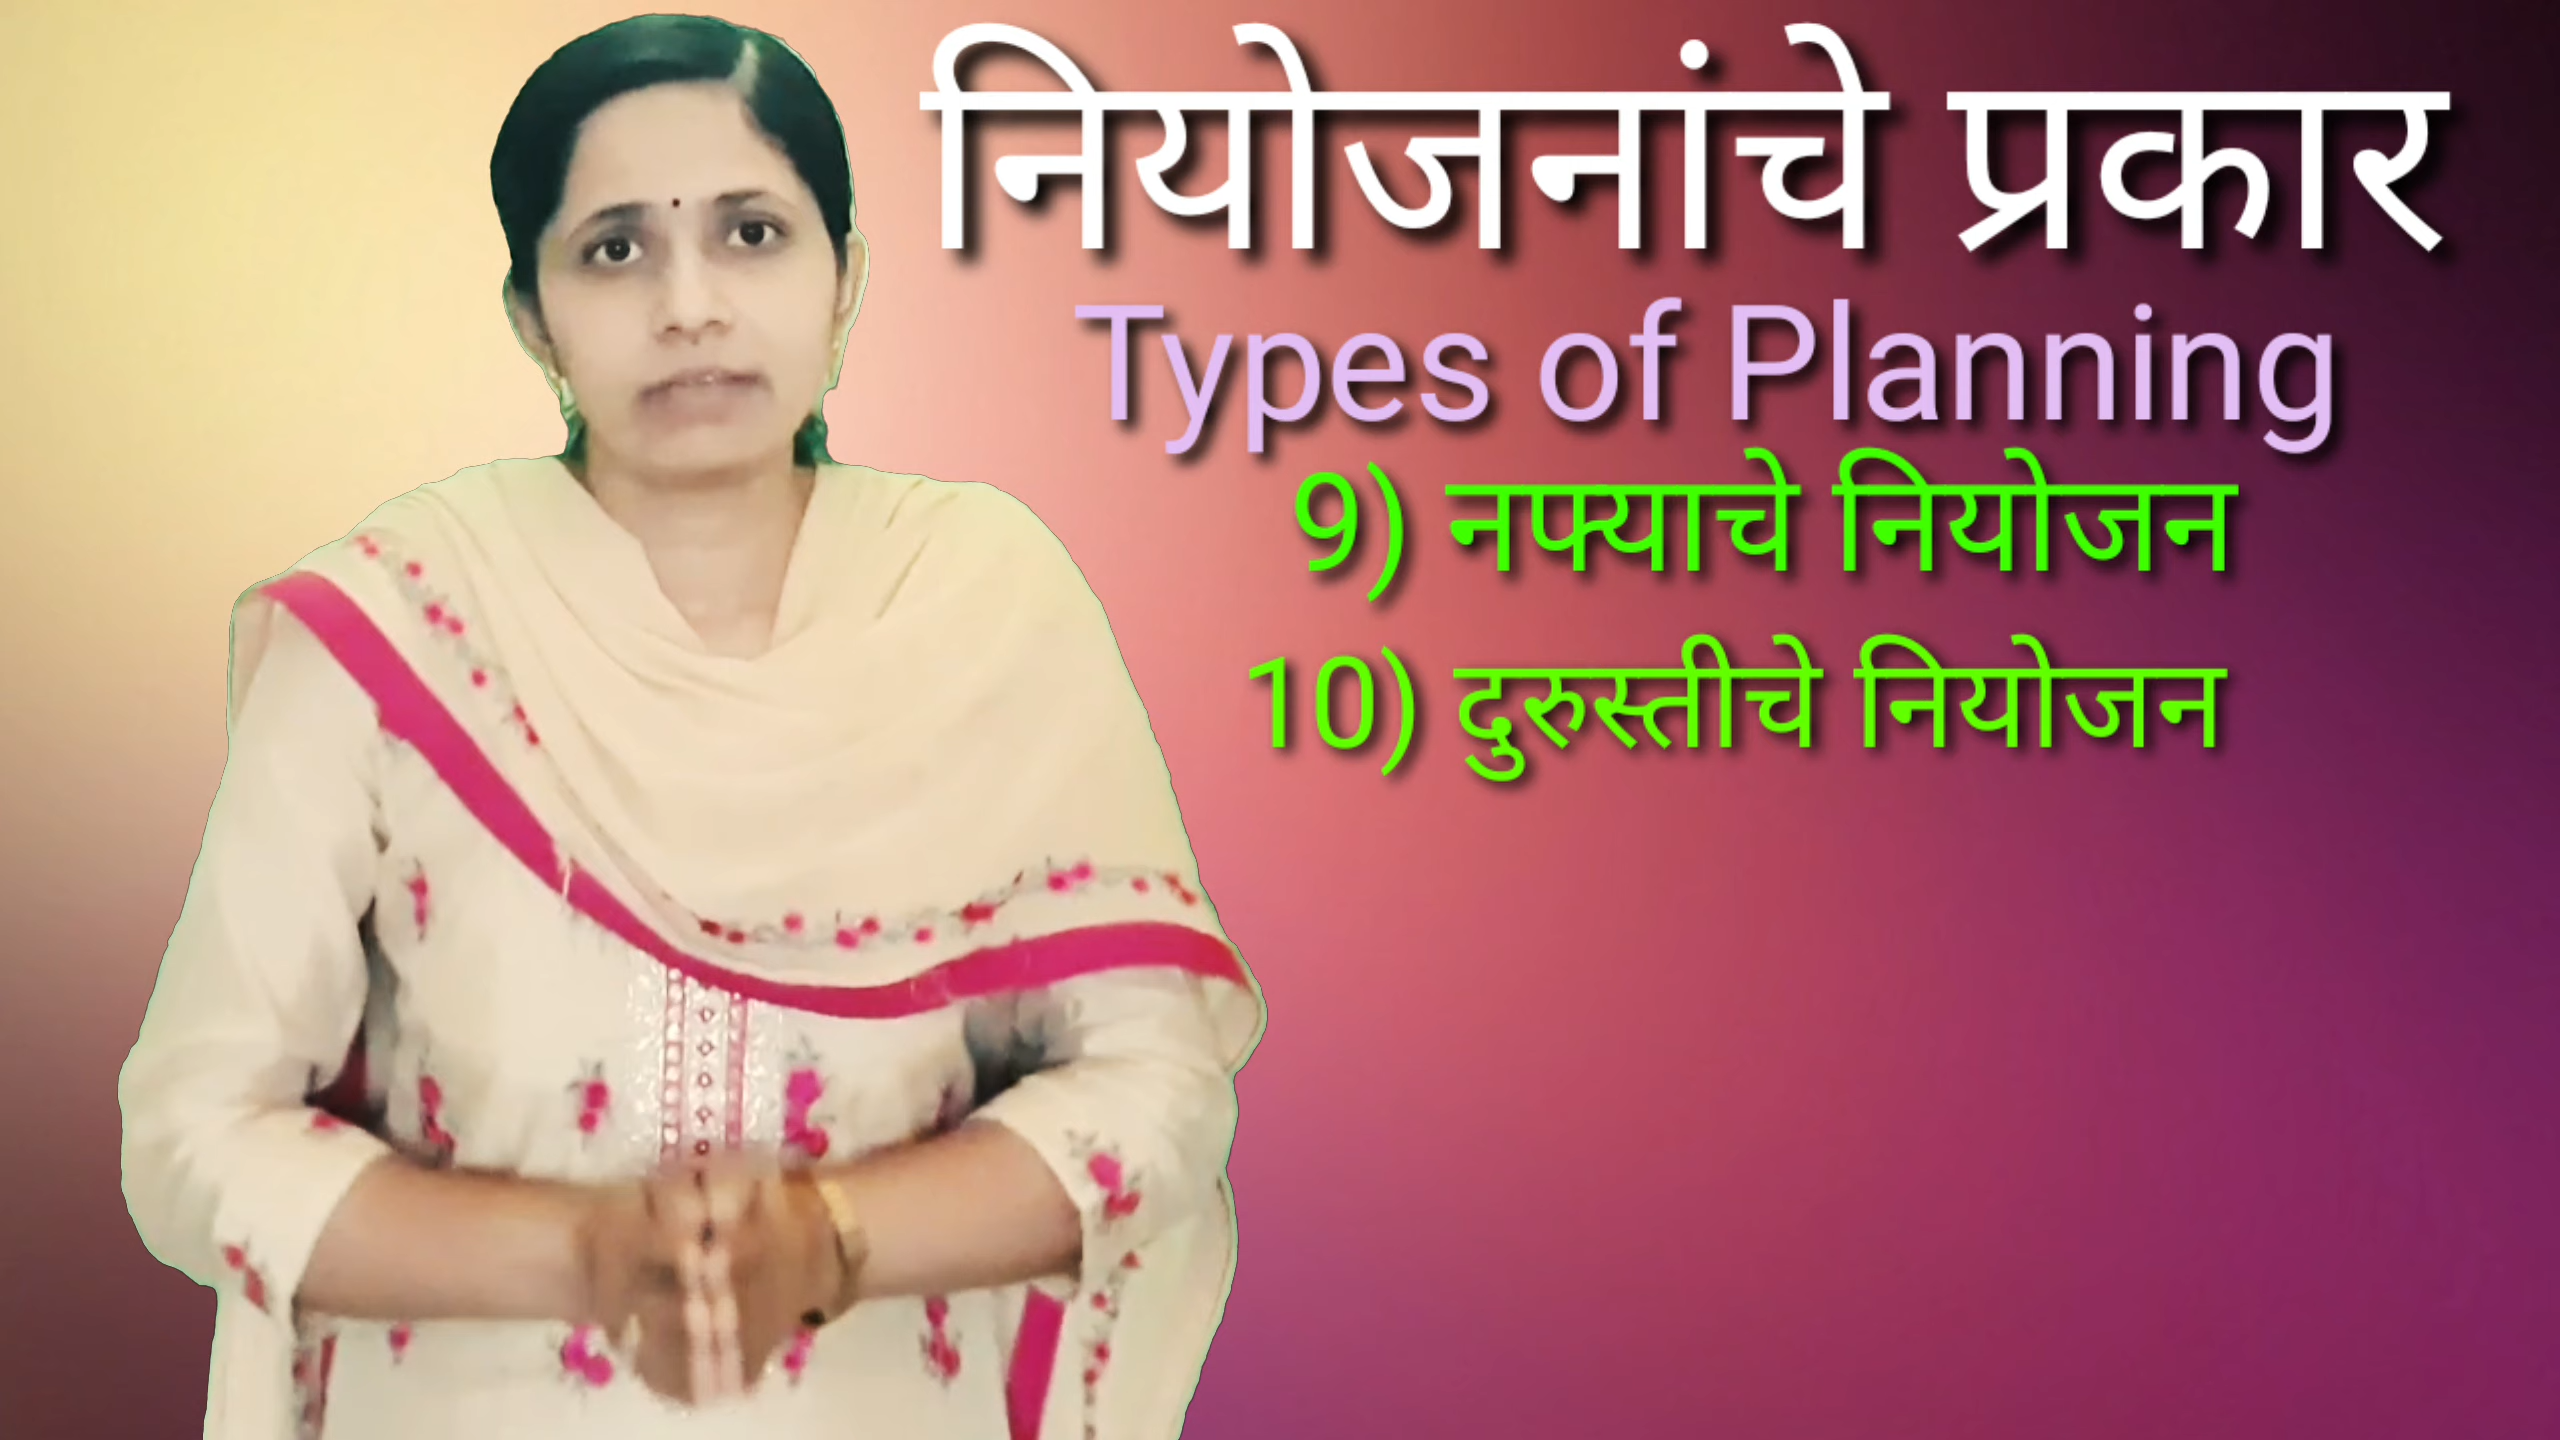 नियोजनांचे प्रकार
Types of Planning
9) नफ्याचे नियोजन
10) दुरुस्तीचे नियोजन